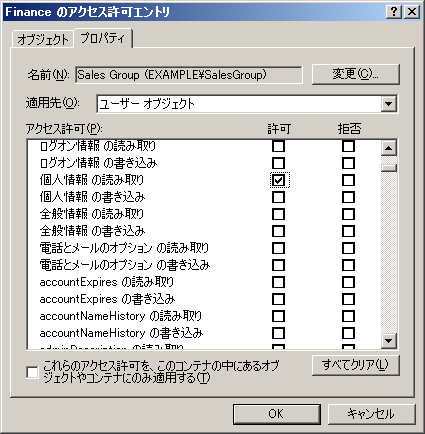 Finance のアクセス許可エントリ
オブジェクト プロパティ
名前(N): Sales Group (EXAMPLE¥SalesGroup) 変更(C)...
適用先(O): ユーザー オブジェクト
アクセス許可(P): 許可 拒否
ログオン情報 の読み取り
ログオン情報 の書き込み
個人情報 の読み取り
個人情報 の書き込み
全般情報 の読み取り
全般情報 の書き込み
電話とメールのオプション の読み取り
電話とメールのオプション の書き込み
accountExpires の読み取り
accountExpires の書き込み
accountNameHistory の読み取り
accountNameHistory の書き込み
adminDescription の読み取り
これらのアクセス許可を、このコンテナの中にあるオブ
ジェクトやコンテナにのみ適用する(T)
すべてクリア(L)
OK キャンセル